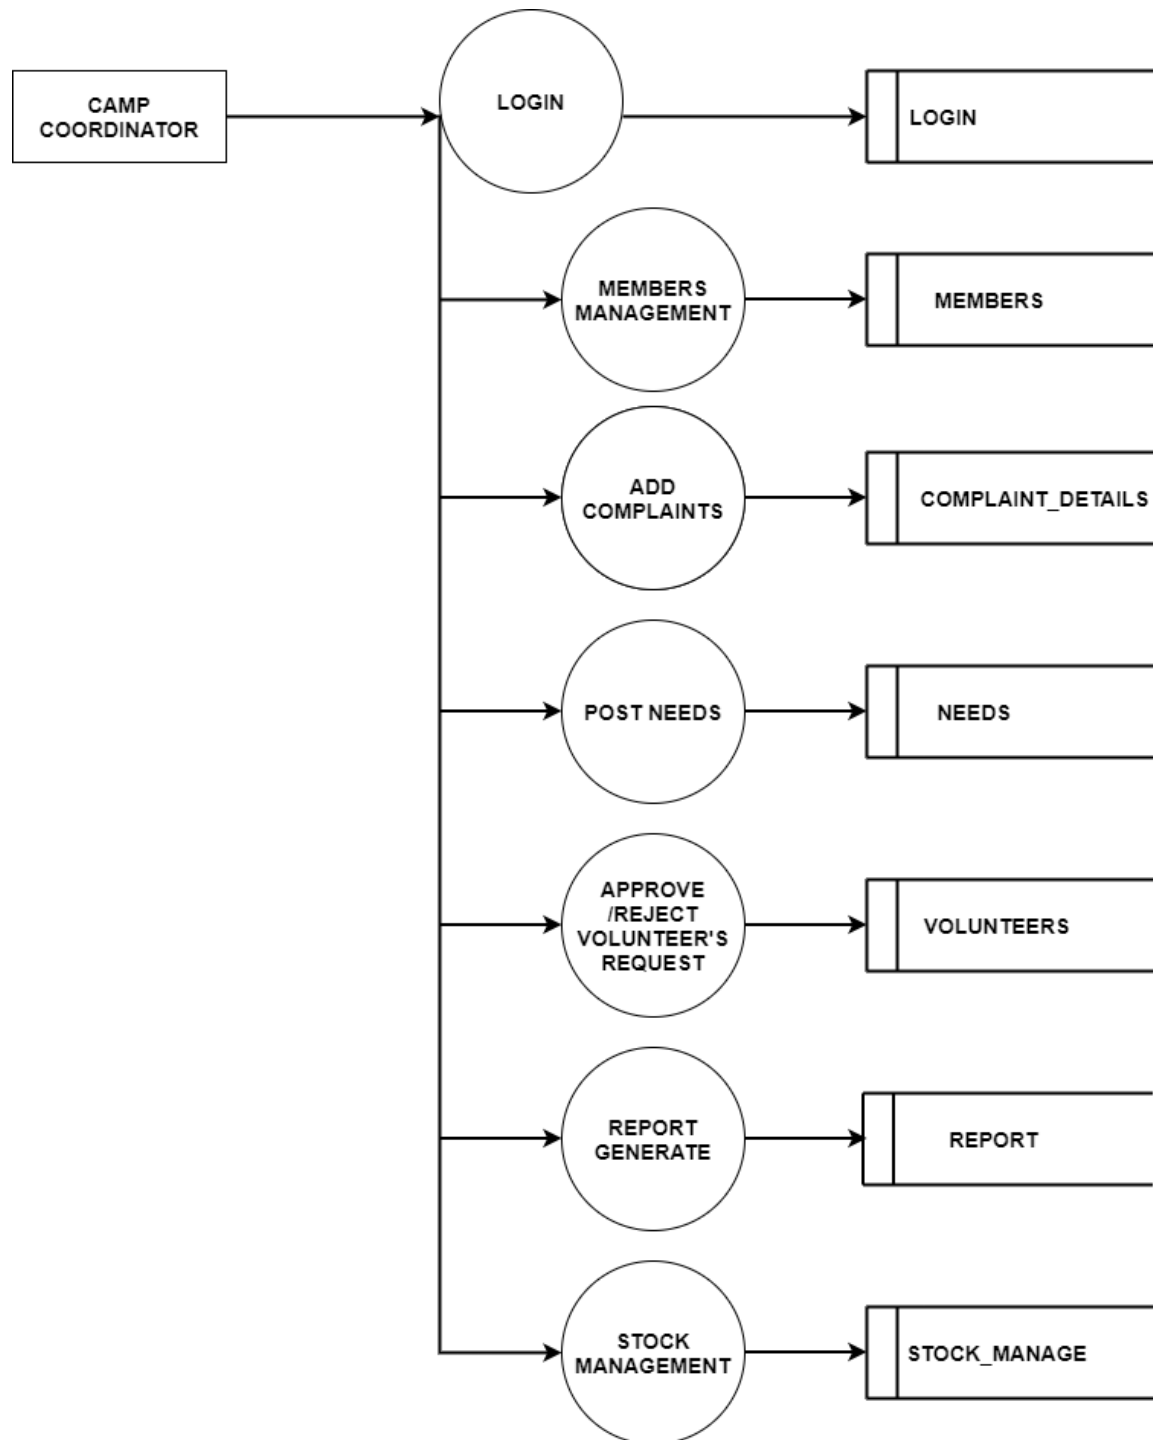 CAMP
COORDINATOR
LOGIN
LOGIN
MEMBERS
MANAGEMENT
MEMBERS
ADD
COMPLAINTS
COMPLAINT_DETAILS
POST NEEDS
NEEDS
APPROVE
/REJECT
VOLUNTEER'S
REQUEST
VOLUNTEERS
REPORT
GENERATE
REPORT
STOCK
MANAGEMENT
STOCK_MANAGE